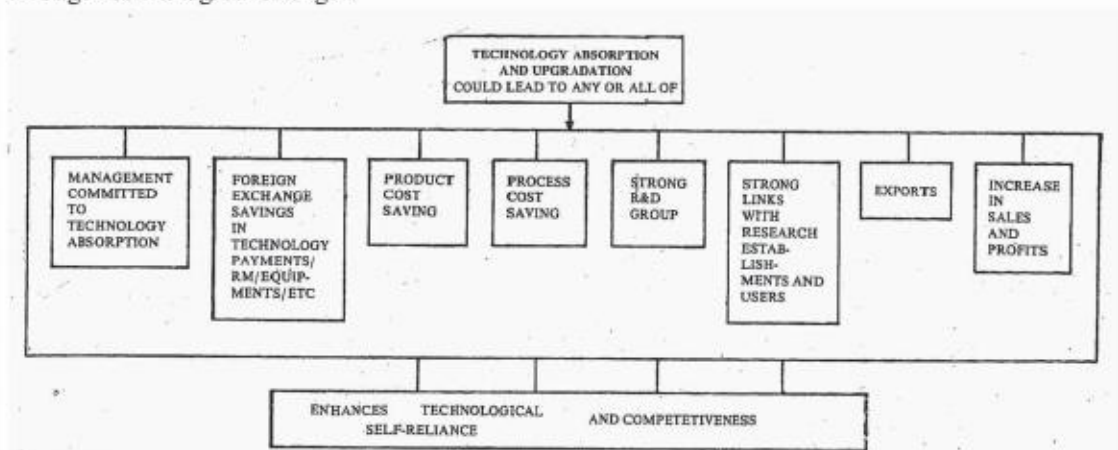 TECHNOLOGY ABSORPTION
AND UPGRADATION
COULD LEAD TO ANY OR ALL OF
MANAGEMENT
COMMITTED
TO
TECHNOLOGY
ABSORPTION
FOREIGN
EXCHANGE
SAVINGS
IN
TECHNOLOGY
PAYMENTS/
RM/EQUIP-
MENTS/ETC
PRODUCT
COST
SAVING
PROCESS
COST
SAVING
STRONG
R&D
GROUP
STRONG
LINKS
WITH
RESEARCH
ESTAB-
LISH-
MENTS AND
USERS
EXPORTS
INCREASE
IN
SALES
AND
PROFITS
ENHANCES TECHNOLOGICAL AND COMPETETIVENESS
SELF-RELIANCE